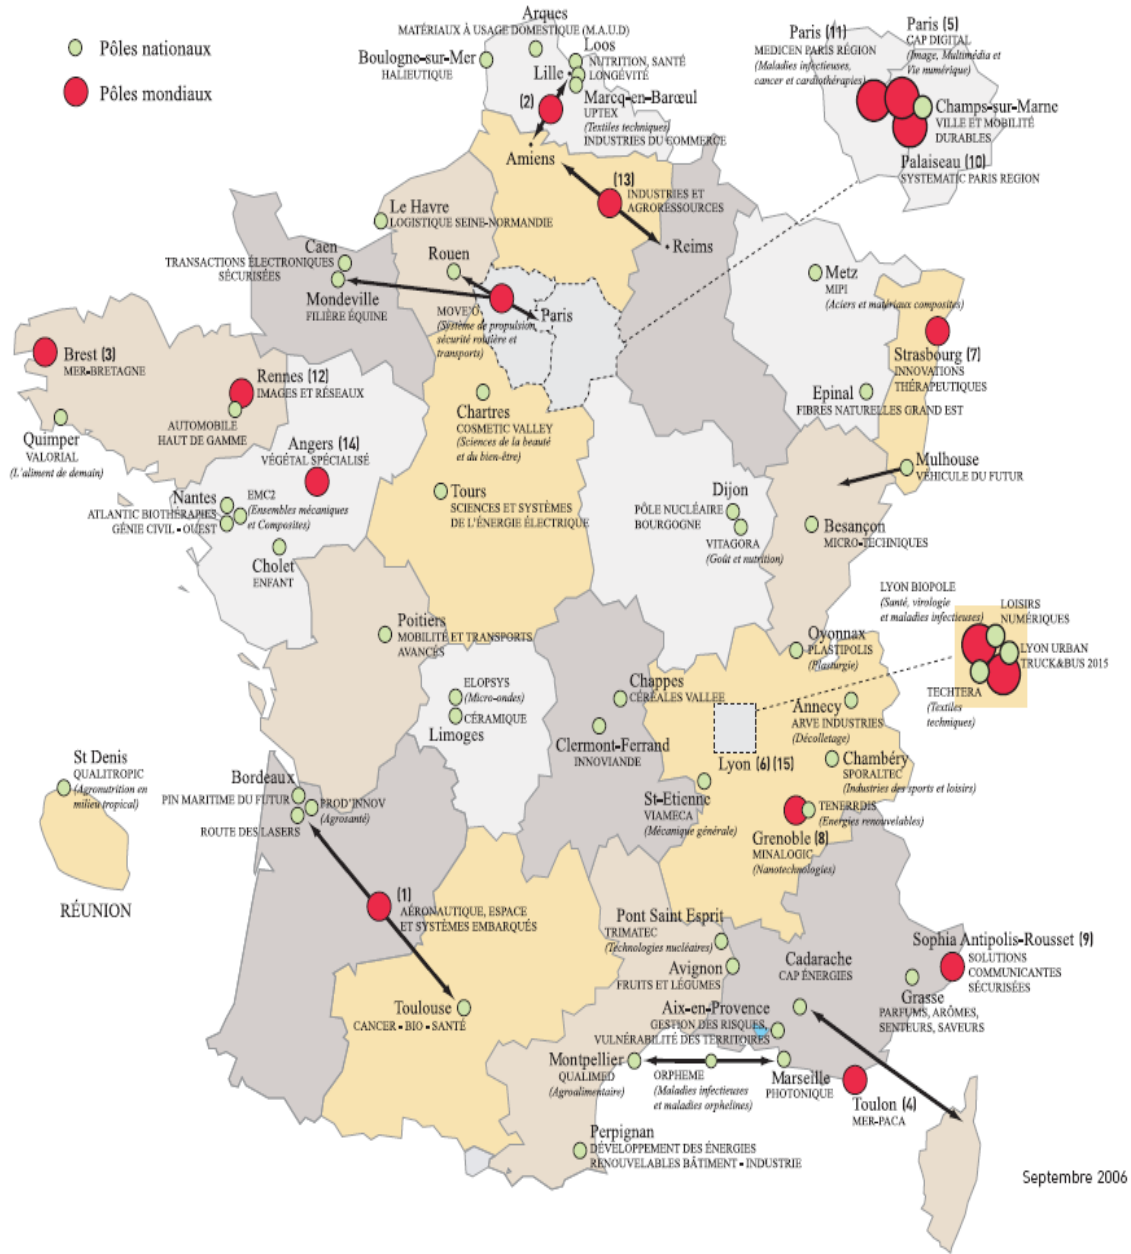 Pôles nationaux
Pôles mondiaux
Arques
MATÉRIAUX À USAGE DOMESTIQUE (M.A.U.D)
Boulogne-sur-Mer
HALIEUTIQUE
Loos
NUTRITION, SANTÉ
LONGÉVITÉ
Lille
Marcq-en-Barœul
UPTEX
(Textiles techniques)
INDUSTRIES DU COMMERCE
(2)
Amiens
Paris (11)
MEDICEN PARIS RÉGION
(Maladies infectieuses,
cancer et cardiothérapies)
Paris (5)
CAP DIGITAL
(Image, Multimédia et
Vie numérique)
Champs-sur-Marne
VILLE ET MOBILITÉ
DURABLES
Palaiseau (10)
SYSTEMATIC PARIS REGION
(13)
INDUSTRIES ET
AGRORESSOURCES
Reims
Le Havre
LOGISTIQUE SEINE-NORMANDIE
Caen
TRANSACTIONS ÉLECTRONIQUES
SÉCURISÉES
Mondeville
FILIÈRE ÉQUINE
Rouen
MOVE'O
(Système de propulsion,
sécurité routière et
transports)
Paris
Metz
MIPI
(Aciers et matériaux composites)
Strasbourg (7)
INNOVATIONS
THÉRAPEUTIQUES
Epinal
FIBRES NATURELLES GRAND EST
Brest (3)
MER-BRETAGNE
Rennes (12)
IMAGES ET RÉSEAUX
AUTOMOBILE
HAUT DE GAMME
Quimper
VALORIAL
(L'aliment de demain)
Chartres
COSMETIC VALLEY
(Sciences de la beauté
et du bien-être)
Angers (14)
VÉGÉTAL SPÉCIALISÉ
Mulhouse
VÉHICULE DU FUTUR
Nantes
ATLANTIC BIOTHÉRAPIES
GÉNIE CIVIL - OUEST
EMC2
(Ensembles mécaniques
et Composites)
Cholet
ENFANT
Tours
SCIENCES ET SYSTÈMES
DE L'ÉNERGIE ÉLECTRIQUE
Dijon
PÔLE NUCLÉAIRE
BOURGOGNE
VITAGORA
(Goût et nutrition)
Besançon
MICRO-TECHNIQUES
LYON BIOPOLE
(Santé, virologie
et maladies infectieuses)
LOISIRS
NUMÉRIQUES
LYON URBAN
TRUCK&BUS 2015
TECHTERA
(Textiles
techniques)
Poitiers
MOBILITÉ ET TRANSPORTS
AVANCÉS
Oyonnax
PLASTIPOLIS
(Plasturgie)
ELOPSYS
(Micro-ondes)
CÉRAMIQUE
Limoges
Chappes
CÉRÉALES VALLEE
Clermont-Ferrand
INNOVIANDE
Annecy
ARVE INDUSTRIES
(Décolletage)
Lyon (6) (15)
Chambéry
SPORALTEC
(Industries des sports et loisirs)
St-Etienne
VIAMECA
(Mécanique générale)
TENERRDIS
(Energies renouvelables)
Grenoble (8)
MINALOGIC
(Nanotechnologies)
St Denis
QUALITROPIC
(Agronutrition en
milieu tropical)
RÉUNION
Bordeaux
PIN MARITIME DU FUTUR
PROD'INNOV
(Agrosanté)
ROUTE DES LASERS
(1)
AÉRONAUTIQUE, ESPACE
ET SYSTÈMES EMBARQUÉS
Toulouse
CANCER - BIO - SANTÉ
Pont Saint Esprit
TRIMATEC
(Technologies nucléaires)
Avignon
FRUITS ET LÉGUMES
Cadarache
CAP ÉNERGIES
Sophia Antipolis-Rousset (9)
SOLUTIONS
COMMUNICANTES
SÉCURISÉES
Grasse
PARFUMS, ARÔMES,
SENTEURS, SAVEURS
Aix-en-Provence
GESTION DES RISQUES,
VULNÉRABILITÉ DES TERRITOIRES
Montpellier
QUALIMED
(Agroalimentaire)
ORPHEME
(Maladies infectieuses
et maladies orphelines)
Marseille
PHOTONIQUE
Toulon (4)
MER-PACA
Perpignan
DÉVELOPPEMENT DES ÉNERGIES
RENOUVELABLES BÂTIMENT - INDUSTRIE
Septembre 2006